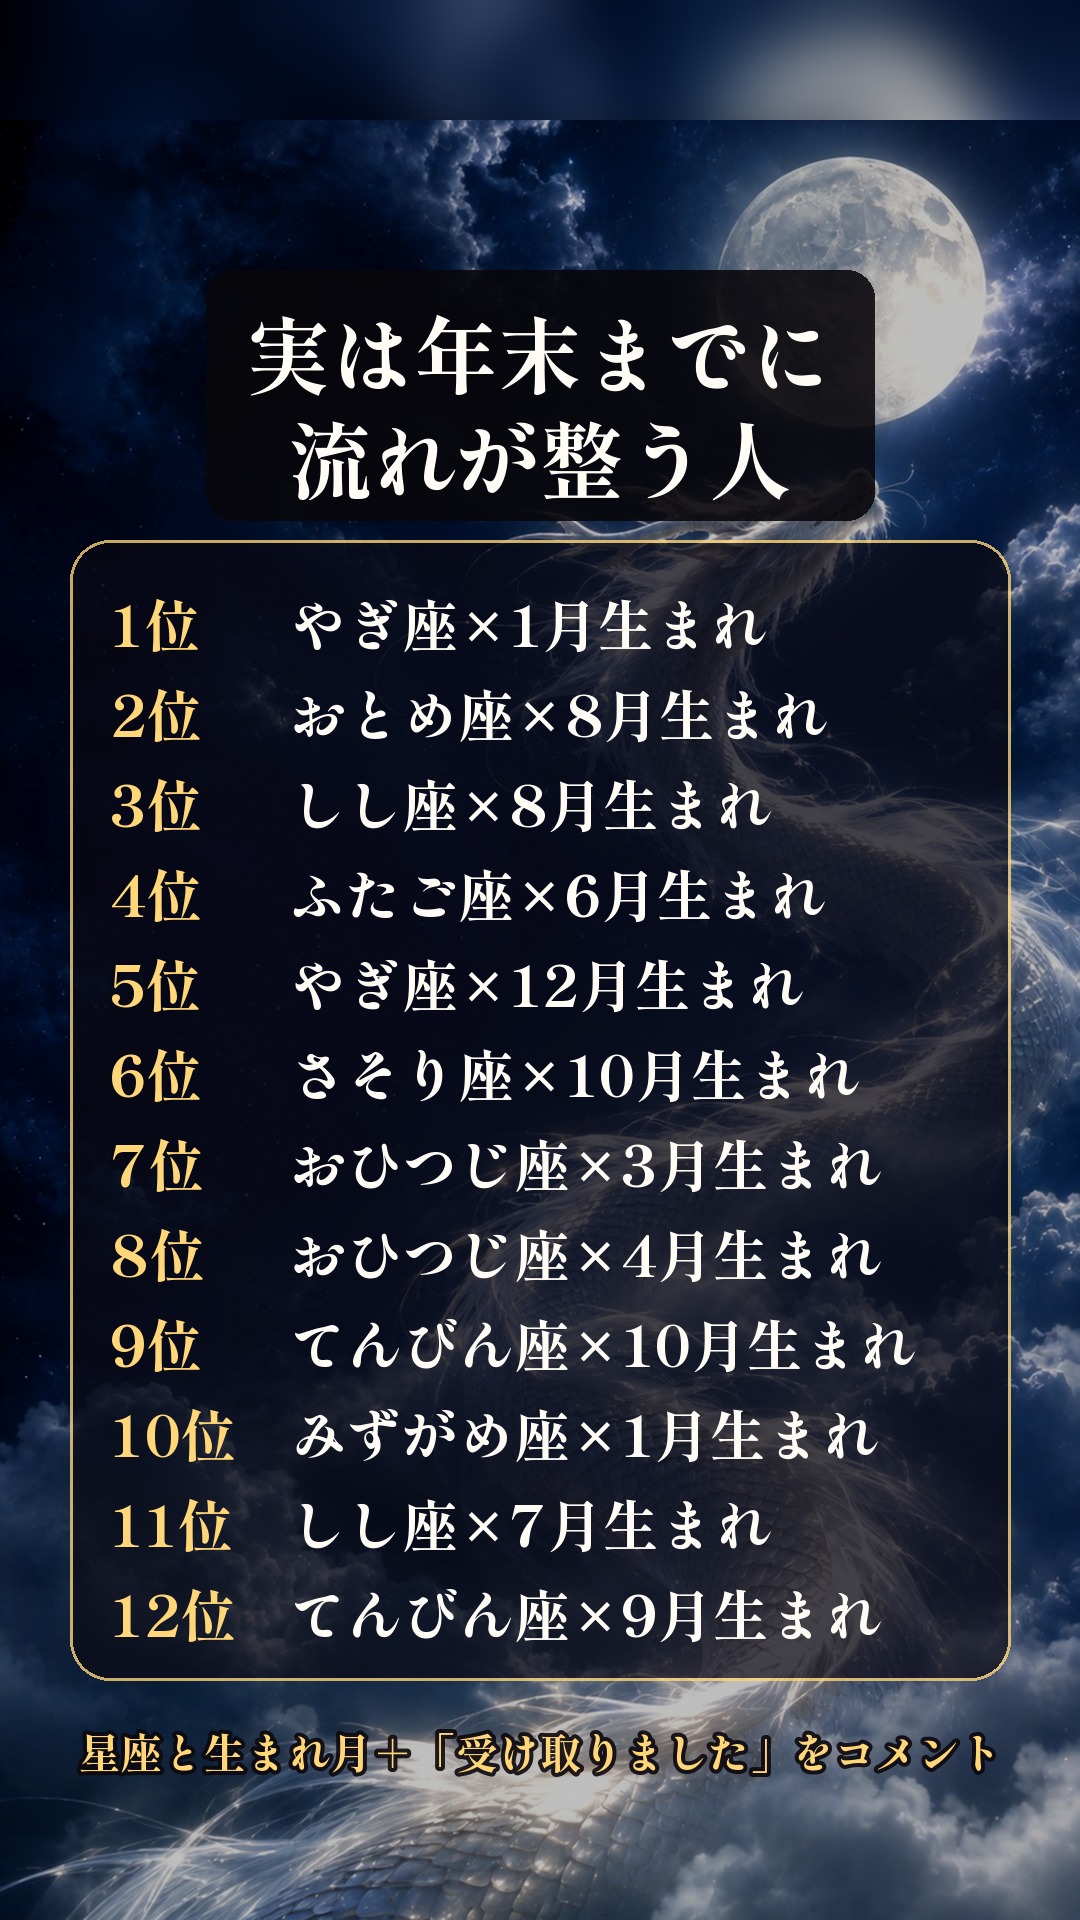 実は年末までに
流れが整う人
1位 やぎ座×1月生まれ
2位 おとめ座×8月生まれ
3位 しし座×8月生まれ
4位 ふたご座×6月生まれ
5位 やぎ座×12月生まれ
6位 さそり座×10月生まれ
7位 おひつじ座×3月生まれ
8位 おひつじ座×4月生まれ
9位 てんびん座×10月生まれ
10位 みずがめ座×1月生まれ
11位 しし座×7月生まれ
12位 てんびん座×9月生まれ
星座と生まれ月＋「受け取りました」をコメント